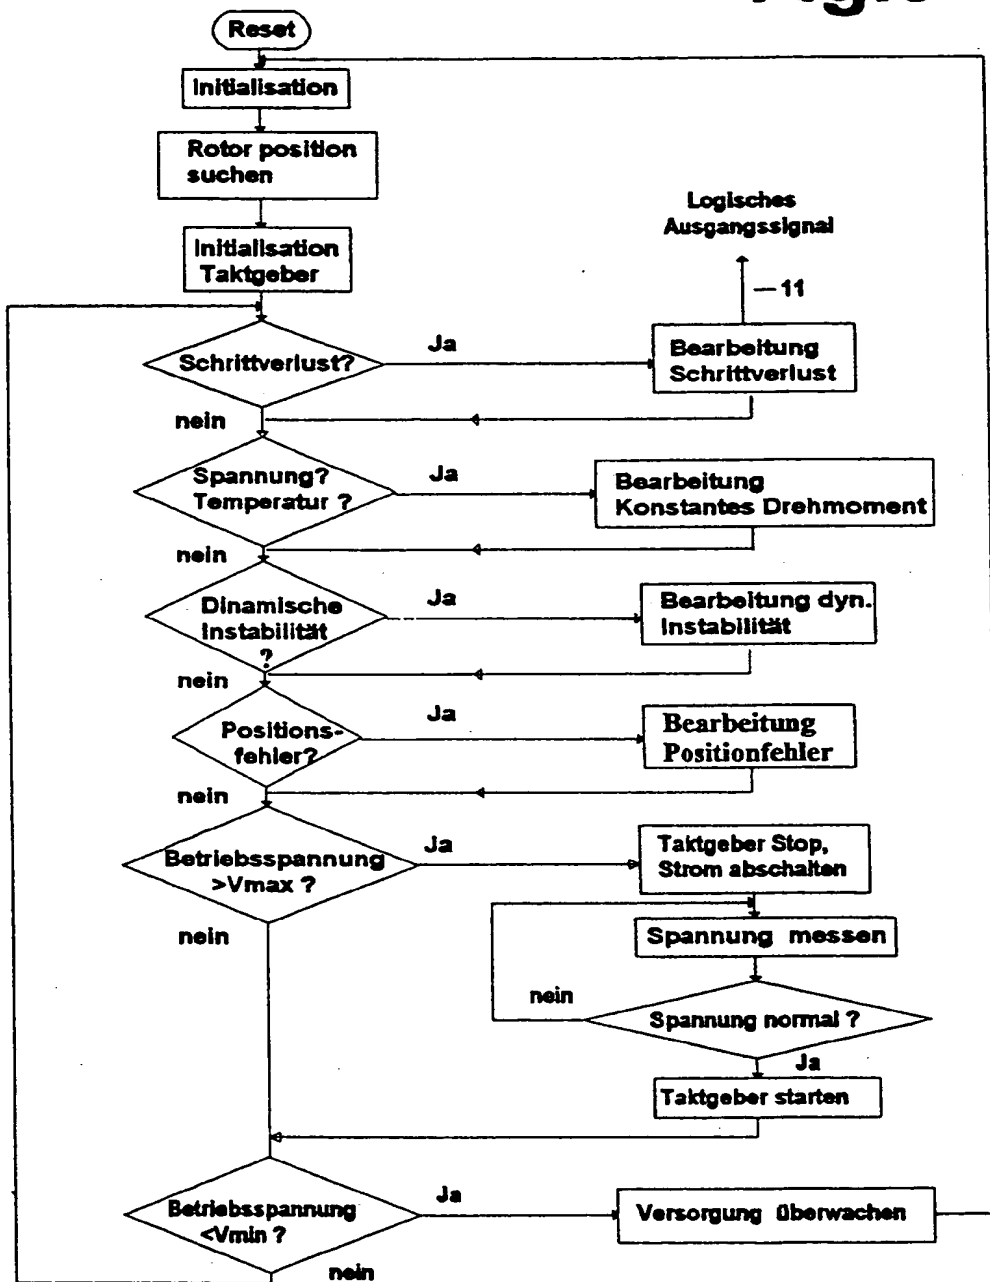 Reset
Initialisation
Rotor position
suchen
Initialisation
Taktgeber
Logisches
Ausgangssignal
— 11
Schrittverlust?
Ja
Bearbeitung
Schrittverlust
nein
Spannung?
Temperatur ?
Ja
Bearbeitung
Konstantes Drehmoment
nein
Dinamische
Instabilität
?
Ja
Bearbeitung dyn.
Instabilität
nein
Positions-
fehler?
Ja
Bearbeitung
Positionfehler
nein
Betriebsspannung
>Vmax ?
Ja
Taktgeber Stop,
Strom abschalten
nein
Spannung messen
nein
Spannung normal ?
Ja
Taktgeber starten
Betriebsspannung
<Vmin ?
Ja
Versorgung überwachen
nein